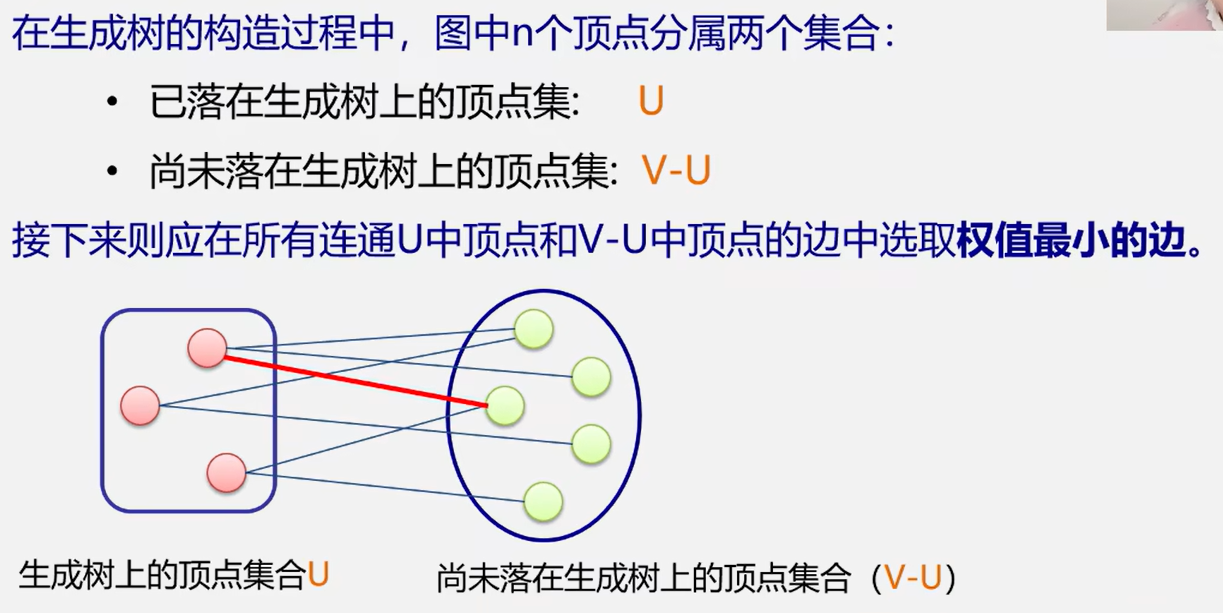 在生成树的构造过程中，图中n个顶点分属两个集合：
• 已落在生成树上的顶点集: U
• 尚未落在生成树上的顶点集: V-U
接下来则应在所有连通U中顶点和V-U中顶点的边中选取权值最小的边。
生成树上的顶点集合U
尚未落在生成树上的顶点集合（V-U）